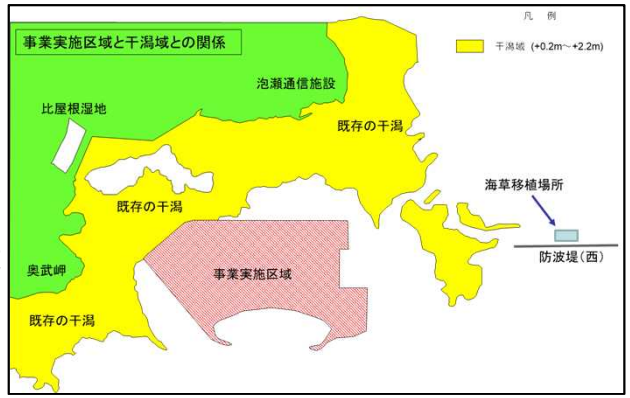 事業実施区域と干潟域との関係
凡 例
干潟域 (+0.2m～+2.2m)
泡瀬通信施設
比屋根湿地
既存の干潟
海草移植場所
既存の干潟
防波堤(西)
奥武岬
事業実施区域
既存の干潟